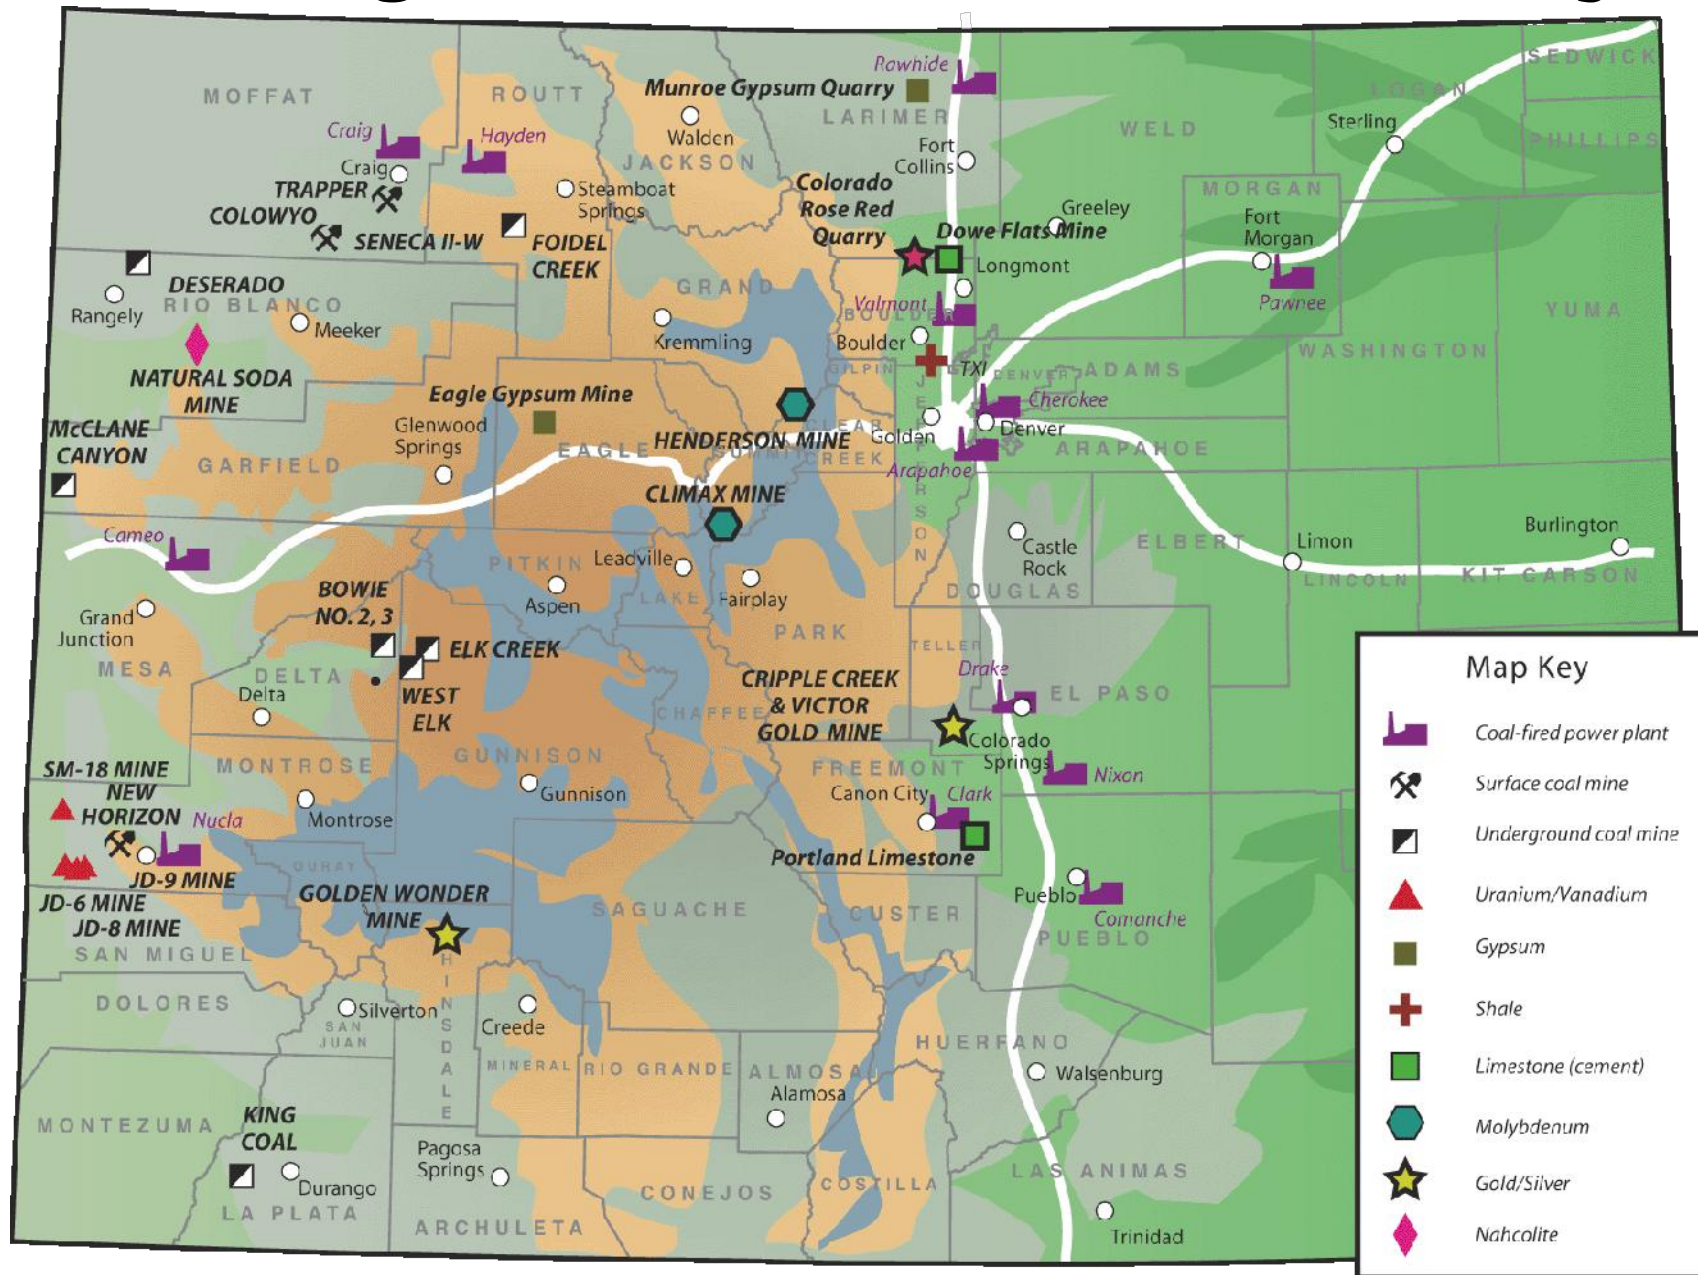 MOFFAT
ROUTT
Munroe Gypsum Quarry
Rawhide
LARIMER
WELD
LOGAN
SEDWICK
PHILLIPS
Sterling
Craig
Hayden
Craig
Walden
JACKSON
Fort
Collins
TRAPPER
COLOWYO
SENECA II-W
Steamboat
Springs
FOIDEL
CREEK
Colorado
Rose Red
Quarry
Dowe Flats Mine
Greeley
MORGAN
Fort
Morgan
Longmont
Pawnee
YUMA
WASHINGTON
DESERADO
RIO BLANCO
Rangely
Meeker
GRAND
Kremmling
Valmont
BOULDER
Boulder
GILPIN
TXI
DENVER
ADAMS
NATURAL SODA
MINE
Eagle Gypsum Mine
Glenwood
Springs
EAGLE
HENDERSON MINE
SUMMIT
CLEAR
CREEK
Golden
JEFFERSON
Cherokee
Denver
Arapahoe
ARAPAHOE
McCLANE
CANYON
GARFIELD
CLIMAX MINE
Cameo
PITKIN
Leadville
Aspen
LAKE
Fairplay
Castle
Rock
DOUGLAS
ELBERT
Limon
LINCOLN
Burlington
KIT CARSON
Grand
Junction
MESA
BOWIE
NO. 2, 3
ELK CREEK
WEST
ELK
DELTA
Delta
PARK
TELLER
CRIPPLE CREEK
& VICTOR
GOLD MINE
Drake
EL PASO
Colorado
Springs
Nixon
CHAFFEE
GUNNISON
Gunnison
MONTROSE
Montrose
FREEMONT
Canon City
Clark
Portland Limestone
SM-18 MINE
NEW
HORIZON
Nucla
JD-9 MINE
JD-6 MINE
JD-8 MINE
SAN MIGUEL
OURAY
GOLDEN WONDER
MINE
SAGUACHE
CUSTER
Pueblo
Comanche
PUEBLO
DOLORES
Silverton
SAN
JUAN
HINSDALE
Creede
MINERAL
RIO GRANDE
ALMOSA
Alamosa
HUERFANO
Walsenburg
MONTEZUMA
KING
COAL
Durango
LA PLATA
Pagosa
Springs
ARCHULETA
CONEJOS
COSTILLA
LAS ANIMAS
Trinidad
Map Key
Coal-fired power plant
Surface coal mine
Underground coal mine
Uranium/Vanadium
Gypsum
Shale
Limestone (cement)
Molybdenum
Gold/Silver
Nahcolite